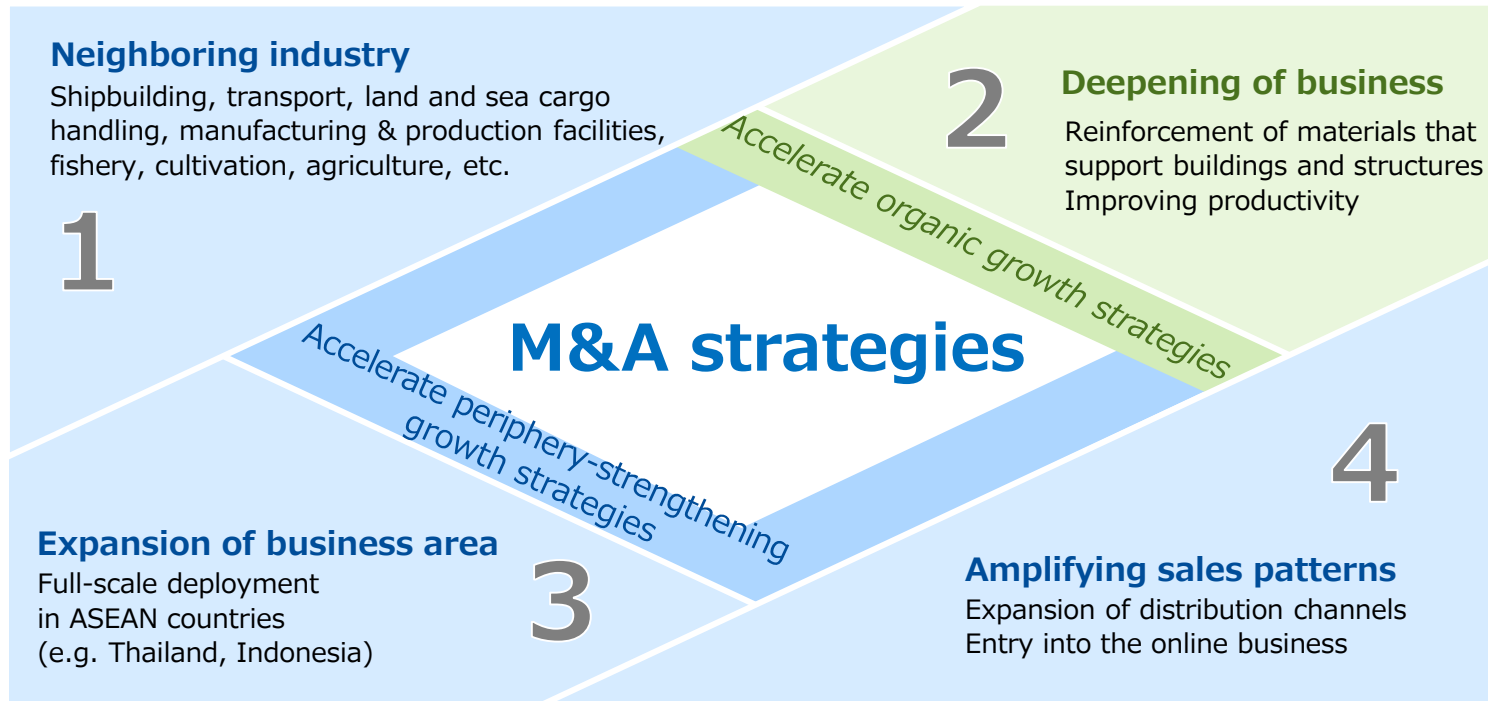 Neighboring industry
Shipbuilding, transport, land and sea cargo
handling, manufacturing & production facilities,
fishery, cultivation, agriculture, etc.
1
2
Deepening of business
Reinforcement of materials that
support buildings and structures
Improving productivity
Accelerate organic growth strategies
M&A strategies
Accelerate periphery-strengthening
growth strategies
Expansion of business area
Full-scale deployment
in ASEAN countries
(e.g. Thailand, Indonesia)
3
4
Amplifying sales patterns
Expansion of distribution channels
Entry into the online business